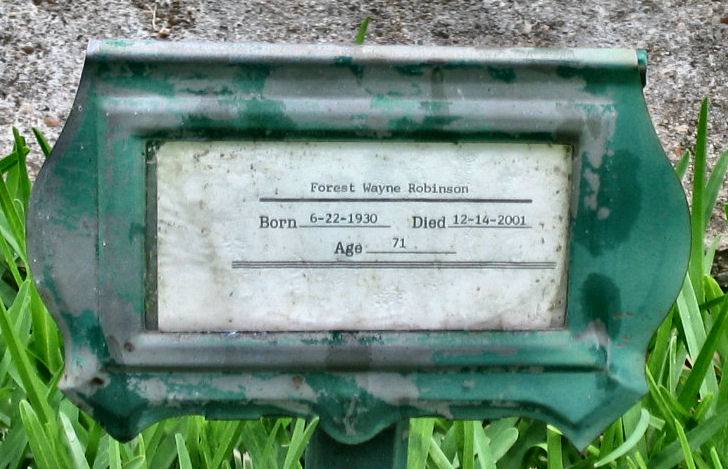 Forest Wayne Robinson
Born 6-22-1930 Died 12-14-2001
Age 71